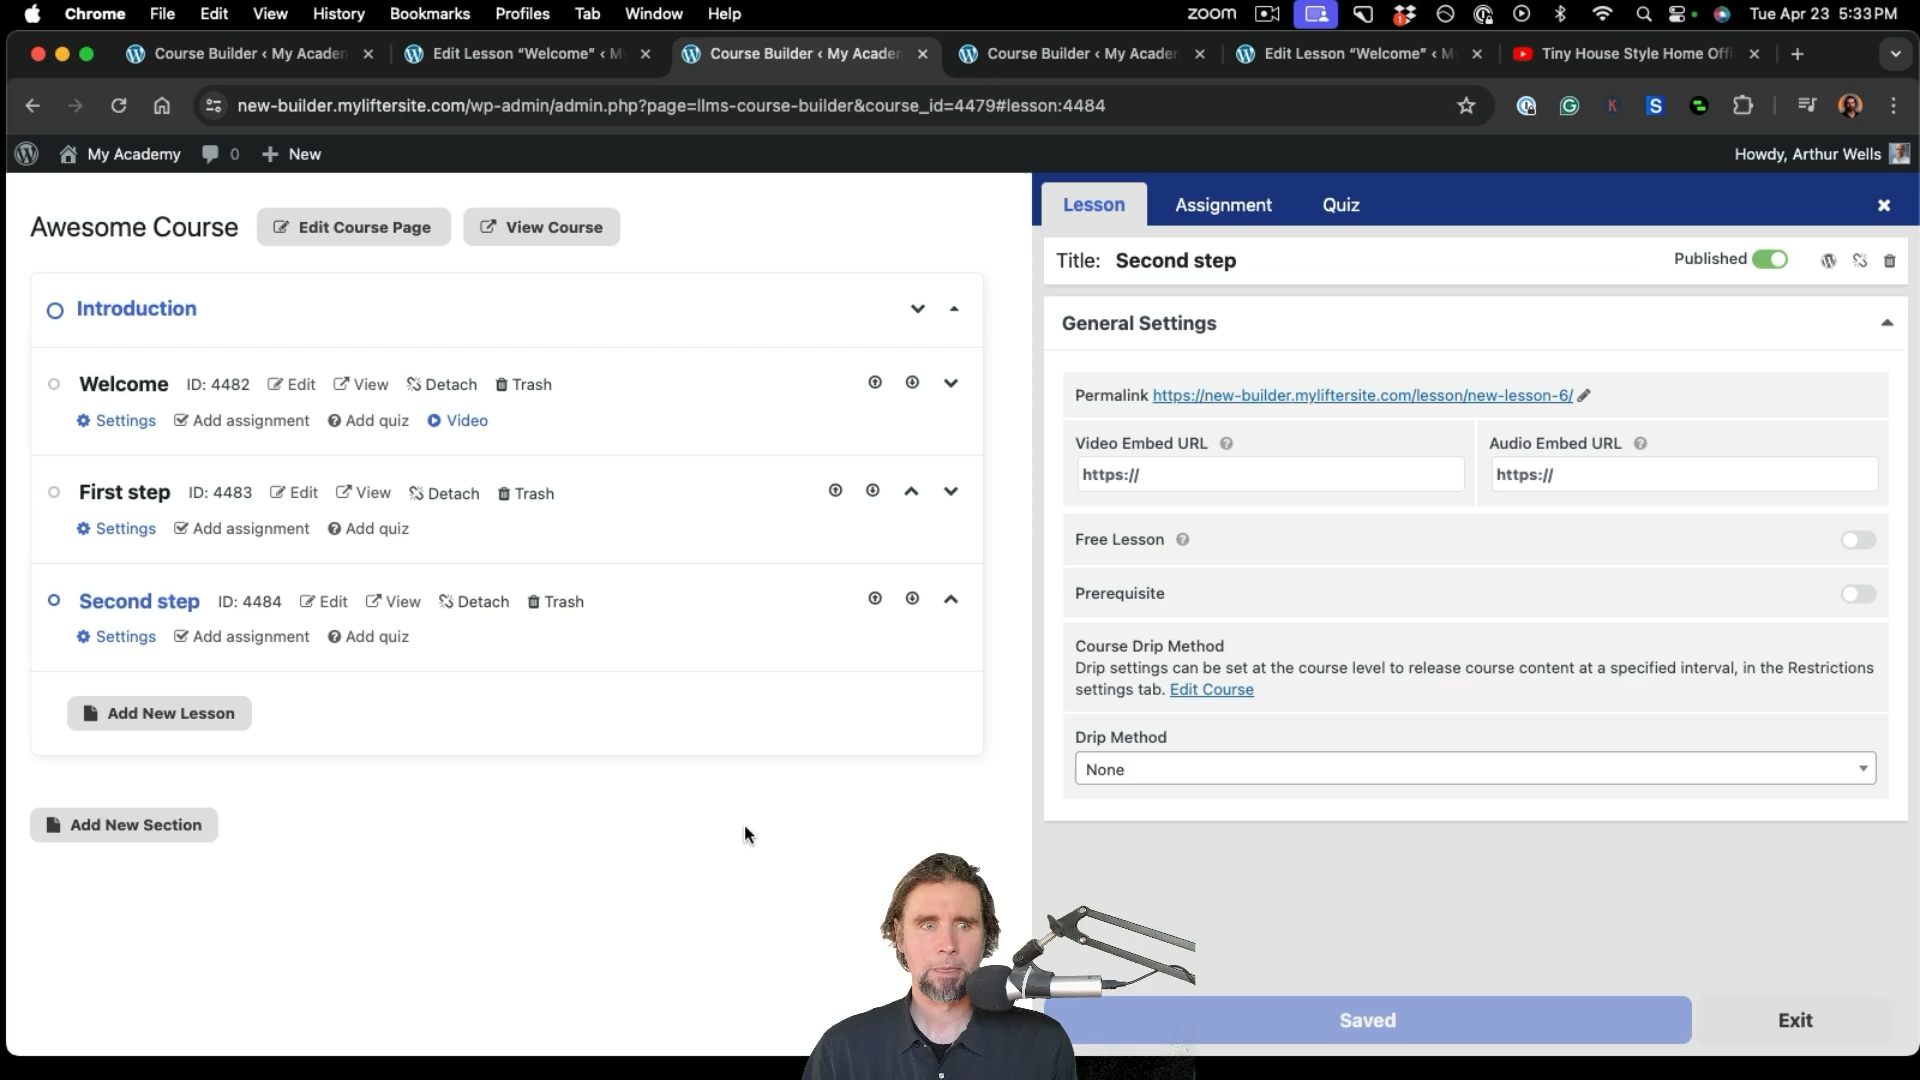 Chrome File Edit View History Bookmarks Profiles Tab Window Help zoom 1 Tue Apr 23 5:33 PM
Course Builder ‹ My Academ Edit Lesson “Welcome” ‹ M Course Builder ‹ My Academ Course Builder ‹ My Academ Edit Lesson “Welcome” ‹ M Tiny House Style Home Offi
new-builder.myliftersite.com/wp-admin/admin.php?page=llms-course-builder&course_id=4479#lesson:4484
My Academy 0 New Howdy, Arthur Wells
Awesome Course Edit Course Page View Course
Introduction
Welcome ID: 4482 Edit View Detach Trash
Settings Add assignment Add quiz Video
First step ID: 4483 Edit View Detach Trash
Settings Add assignment Add quiz
Second step ID: 4484 Edit View Detach Trash
Settings Add assignment Add quiz
Add New Lesson
Add New Section
Lesson Assignment Quiz
Title: Second step Published
General Settings
Permalink https://new-builder.myliftersite.com/lesson/new-lesson-6/
Video Embed URL Audio Embed URL
https:// https://
Free Lesson
Prerequisite
Course Drip Method
Drip settings can be set at the course level to release course content at a specified interval, in the Restrictions
settings tab. Edit Course
Drip Method
None
Saved Exit